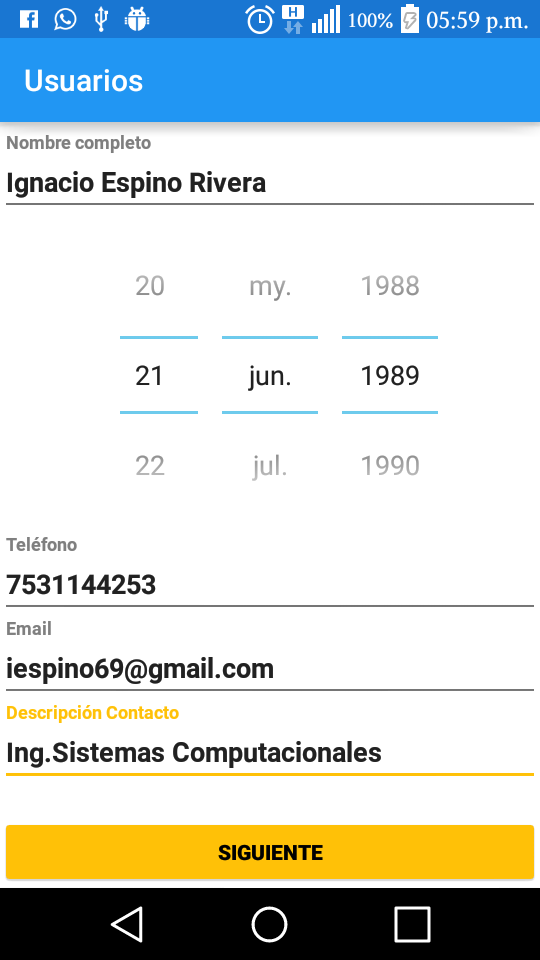 H 100% 05:59 p.m.
Usuarios
Nombre completo
Ignacio Espino Rivera
20 my. 1988
21 jun. 1989
22 jul. 1990
Teléfono
7531144253
Email
iespino69@gmail.com
Descripción Contacto
Ing.Sistemas Computacionales
SIGUIENTE